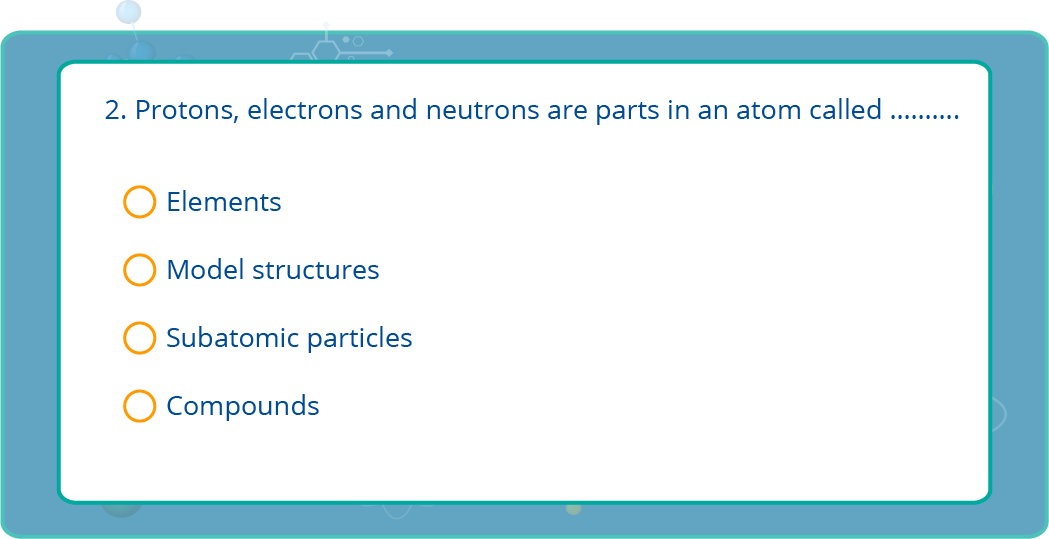 2. Protons, electrons and neutrons are parts in an atom called ..........
Elements
Model structures
Subatomic particles
Compounds